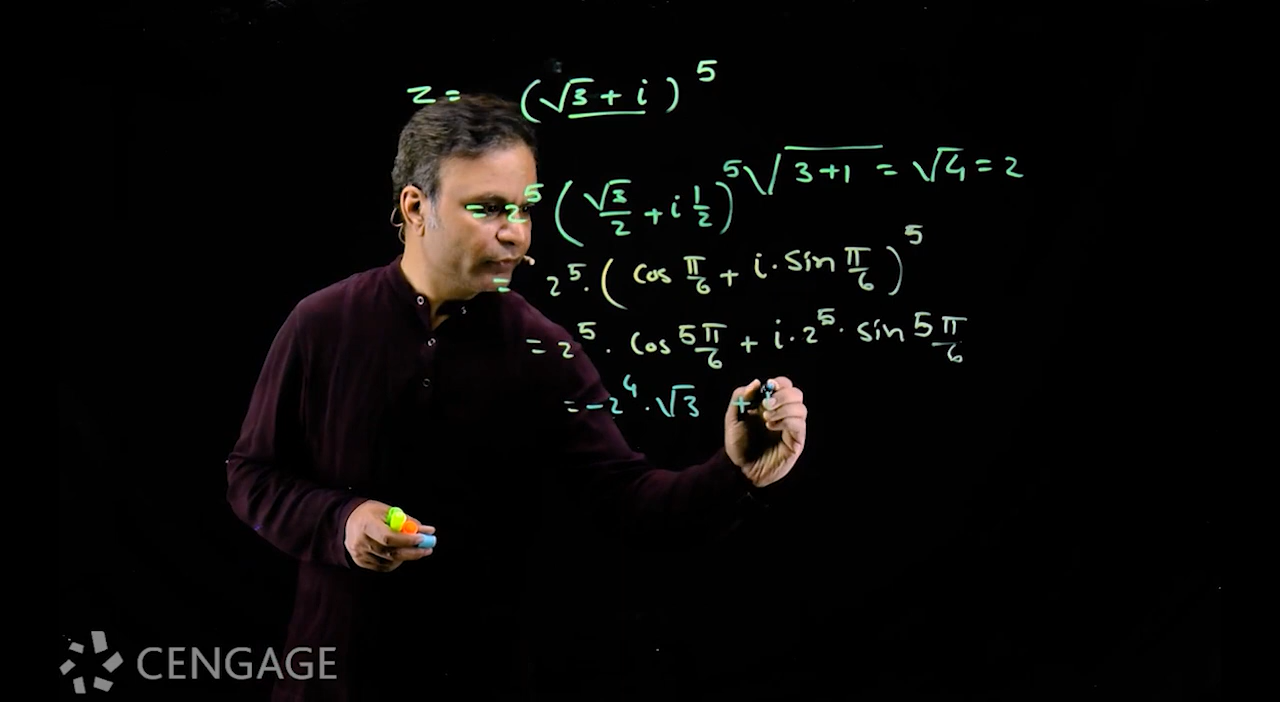 z = (√3 + i)^5
√(3+1) = √4 = 2
= 2^5 (√3/2 + i 1/2)^5
= 2^5 · (cos π/6 + i · sin π/6)^5
= 2^5 · cos 5π/6 + i · 2^5 · sin 5π/6
= -2^4 · √3 +
CENGAGE